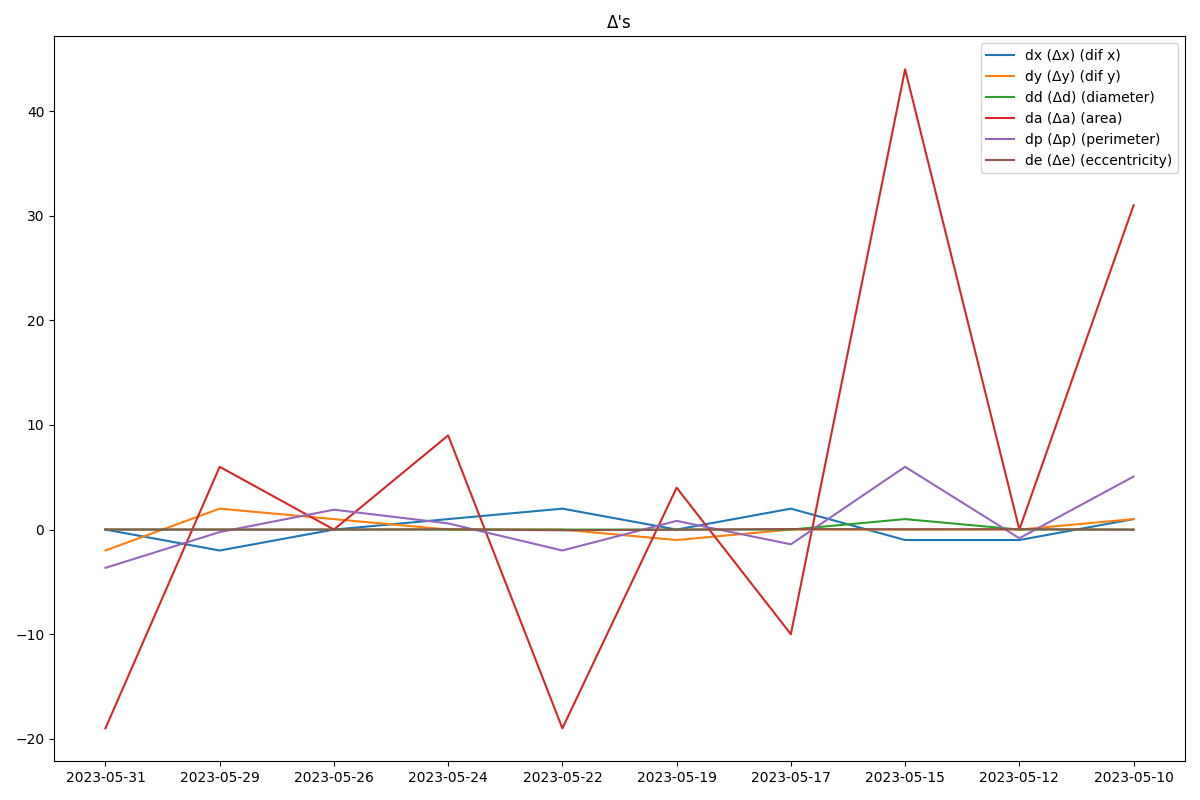 Δ's
dx (Δx) (dif x)
dy (Δy) (dif y)
dd (Δd) (diameter)
da (Δa) (area)
dp (Δp) (perimeter)
de (Δe) (eccentricity)
40
30
20
10
0
−10
−20
2023-05-31 2023-05-29 2023-05-26 2023-05-24 2023-05-22 2023-05-19 2023-05-17 2023-05-15 2023-05-12 2023-05-10